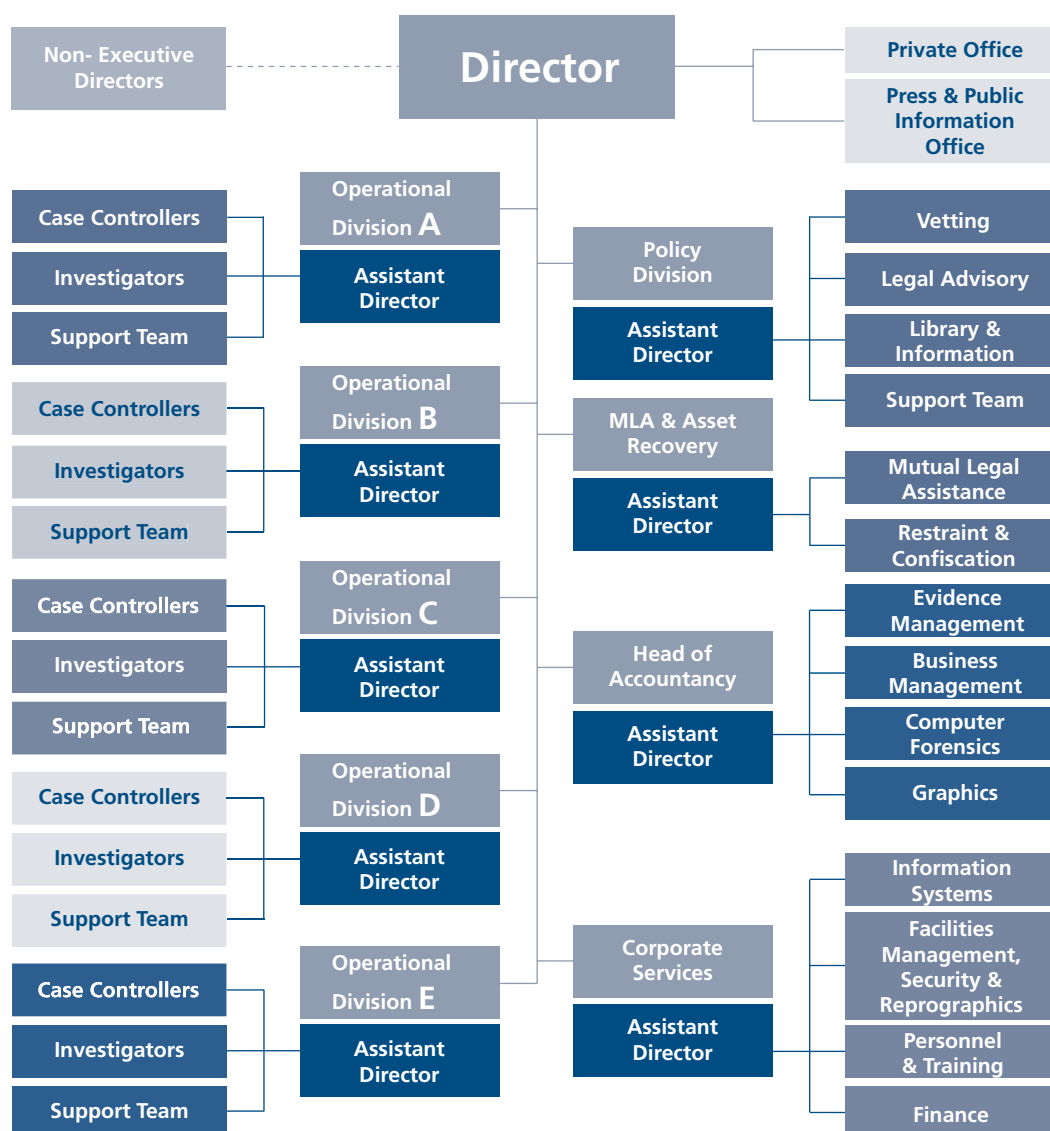 Non- Executive
Directors
Director
Private Office
Press & Public
Information
Office
Operational
Division A
Assistant
Director
Case Controllers
Investigators
Support Team
Operational
Division B
Assistant
Director
Case Controllers
Investigators
Support Team
Operational
Division C
Assistant
Director
Case Controllers
Investigators
Support Team
Operational
Division D
Assistant
Director
Case Controllers
Investigators
Support Team
Operational
Division E
Assistant
Director
Case Controllers
Investigators
Support Team
Policy
Division
Assistant
Director
Vetting
Legal Advisory
Library &
Information
Support Team
MLA & Asset
Recovery
Assistant
Director
Mutual Legal
Assistance
Restraint &
Confiscation
Head of
Accountancy
Assistant
Director
Evidence
Management
Business
Management
Computer
Forensics
Graphics
Corporate
Services
Assistant
Director
Information
Systems
Facilities
Management,
Security &
Reprographics
Personnel
& Training
Finance